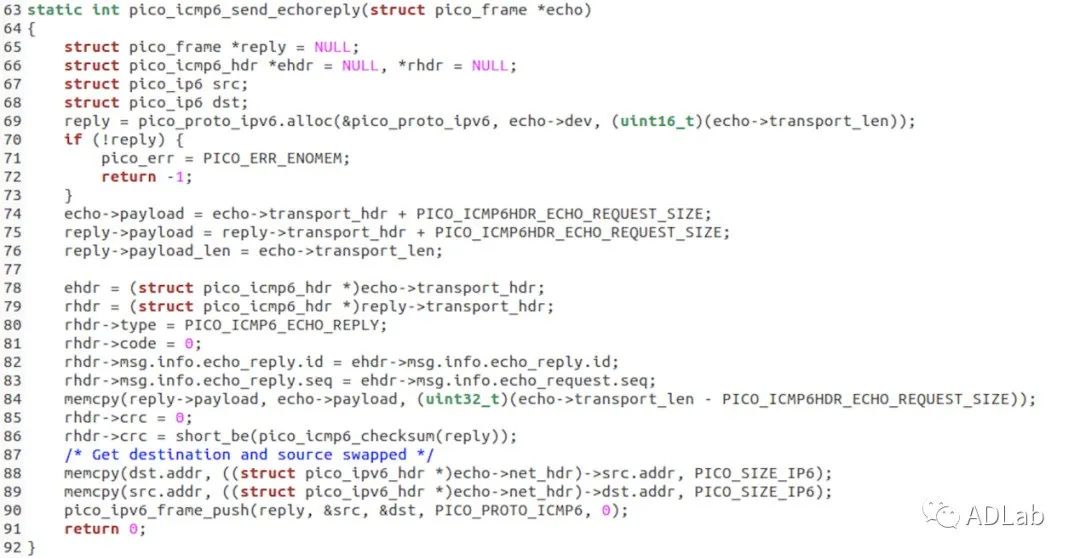 63 static int pico_icmp6_send_echoreply(struct pico_frame *echo)
64 {
65     struct pico_frame *reply = NULL;
66     struct pico_icmp6_hdr *ehdr = NULL, *rhdr = NULL;
67     struct pico_ip6 src;
68     struct pico_ip6 dst;
69     reply = pico_proto_ipv6.alloc(&pico_proto_ipv6, echo->dev, (uint16_t)(echo->transport_len));
70     if (!reply) {
71         pico_err = PICO_ERR_ENOMEM;
72         return -1;
73     }
74     echo->payload = echo->transport_hdr + PICO_ICMP6HDR_ECHO_REQUEST_SIZE;
75     reply->payload = reply->transport_hdr + PICO_ICMP6HDR_ECHO_REQUEST_SIZE;
76     reply->payload_len = echo->transport_len;
77
78     ehdr = (struct pico_icmp6_hdr *)echo->transport_hdr;
79     rhdr = (struct pico_icmp6_hdr *)reply->transport_hdr;
80     rhdr->type = PICO_ICMP6_ECHO_REPLY;
81     rhdr->code = 0;
82     rhdr->msg.info.echo_reply.id = ehdr->msg.info.echo_reply.id;
83     rhdr->msg.info.echo_reply.seq = ehdr->msg.info.echo_request.seq;
84     memcpy(reply->payload, echo->payload, (uint32_t)(echo->transport_len - PICO_ICMP6HDR_ECHO_REQUEST_SIZE));
85     rhdr->crc = 0;
86     rhdr->crc = short_be(pico_icmp6_checksum(reply));
87     /* Get destination and source swapped */
88     memcpy(dst.addr, ((struct pico_ipv6_hdr *)echo->net_hdr)->src.addr, PICO_SIZE_IP6);
89     memcpy(src.addr, ((struct pico_ipv6_hdr *)echo->net_hdr)->dst.addr, PICO_SIZE_IP6);
90     pico_ipv6_frame_push(reply, &src, &dst, PICO_PROTO_ICMP6, 0);
91     return 0;
92 }
ADLab